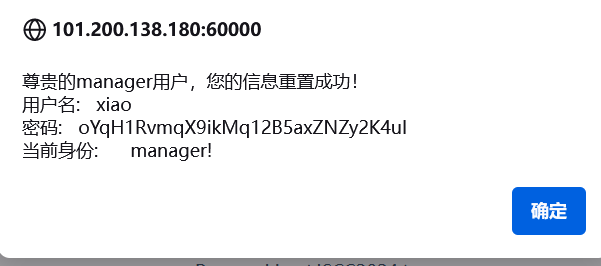 101.200.138.180:60000
尊贵的manager用户，您的信息重置成功！
用户名： xiao
密码: oYqH1RvmqX9ikMq12B5axZNZy2K4uI
当前身份: manager!
确定